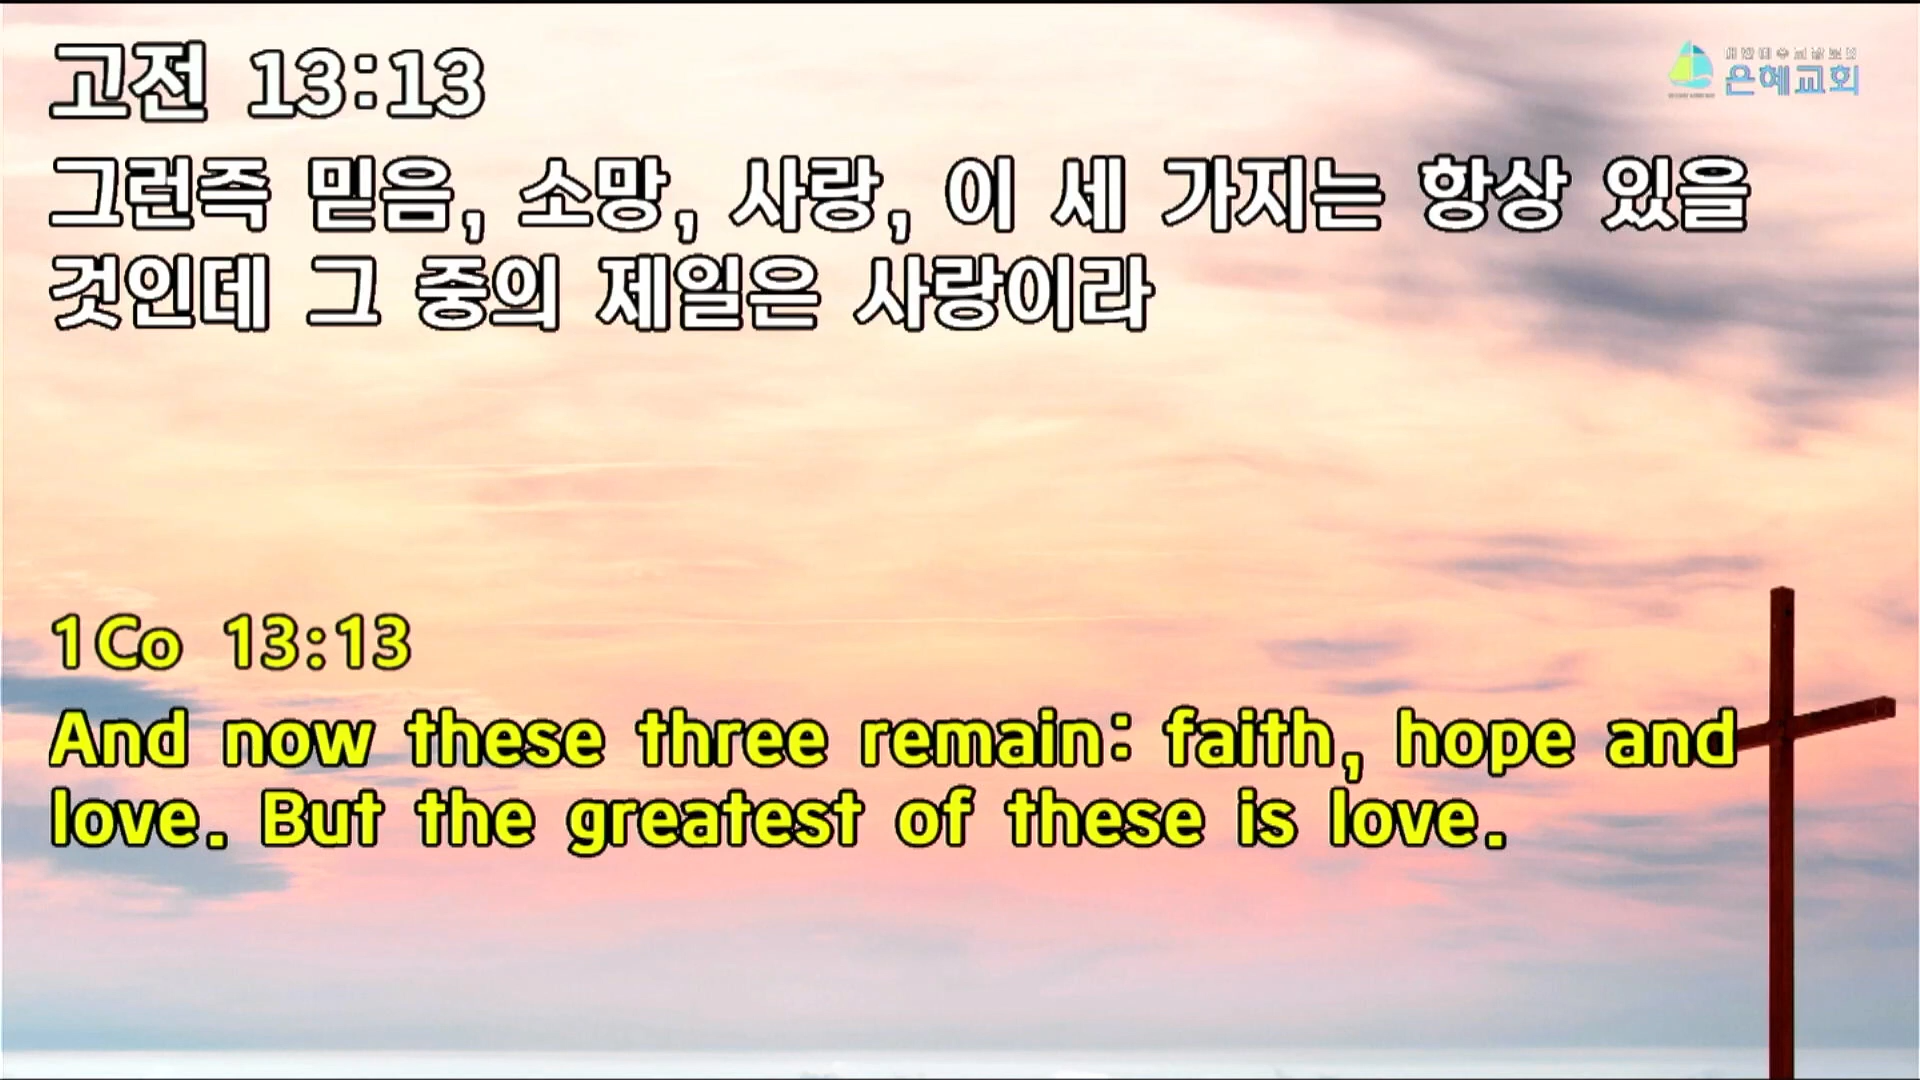 은혜교회
고전 13:13
그런즉 믿음, 소망, 사랑, 이 세 가지는 항상 있을
것인데 그 중의 제일은 사랑이라
1Co 13:13
And now these three remain: faith, hope and
love. But the greatest of these is love.